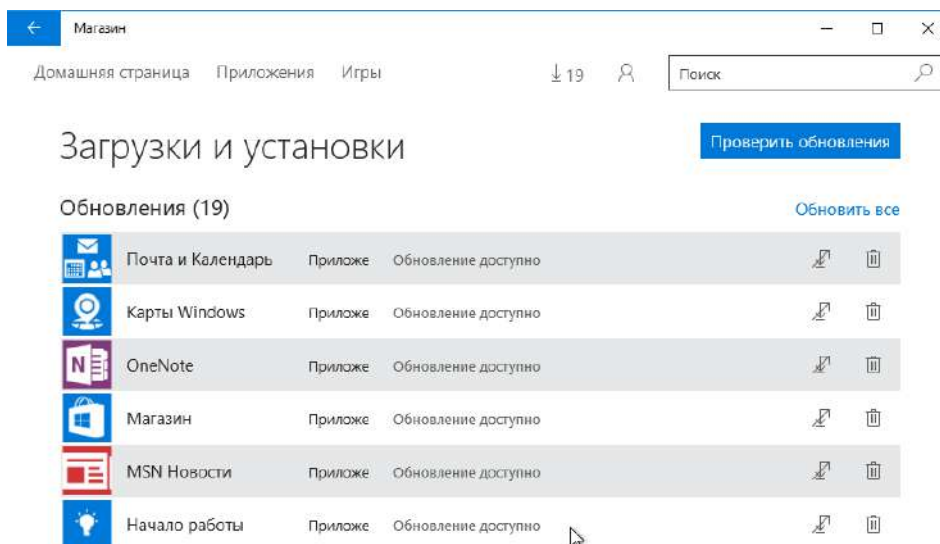 Магазин
Домашняя страница Приложения Игры 19 Поиск
Загрузки и установки Проверить обновления
Обновления (19) Обновить все
Почта и Календарь Приложе Обновление доступно
Карты Windows Приложе Обновление доступно
N OneNote Приложе Обновление доступно
Магазин Приложе Обновление доступно
MSN Новости Приложе Обновление доступно
Начало работы Приложе Обновление доступно